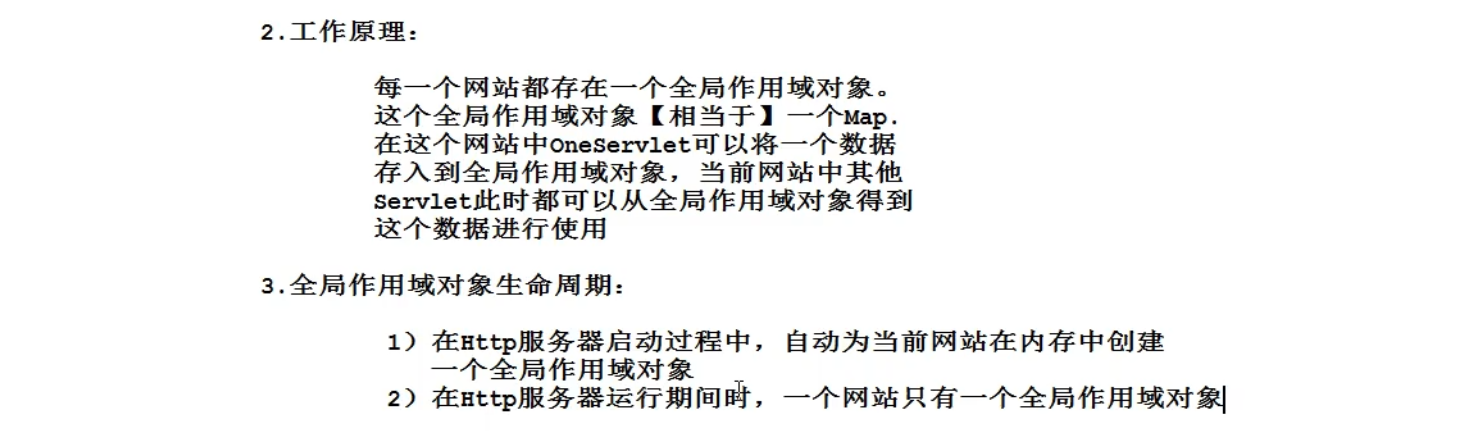 2.工作原理：
每一个网站都存在一个全局作用域对象。
这个全局作用域对象【相当于】一个Map.
在这个网站中OneServlet可以将一个数据
存入到全局作用域对象，当前网站中其他
Servlet此时都可以从全局作用域对象得到
这个数据进行使用
3.全局作用域对象生命周期：
1）在Http服务器启动过程中，自动为当前网站在内存中创建
一个全局作用域对象
2）在Http服务器运行期间时，一个网站只有一个全局作用域对象